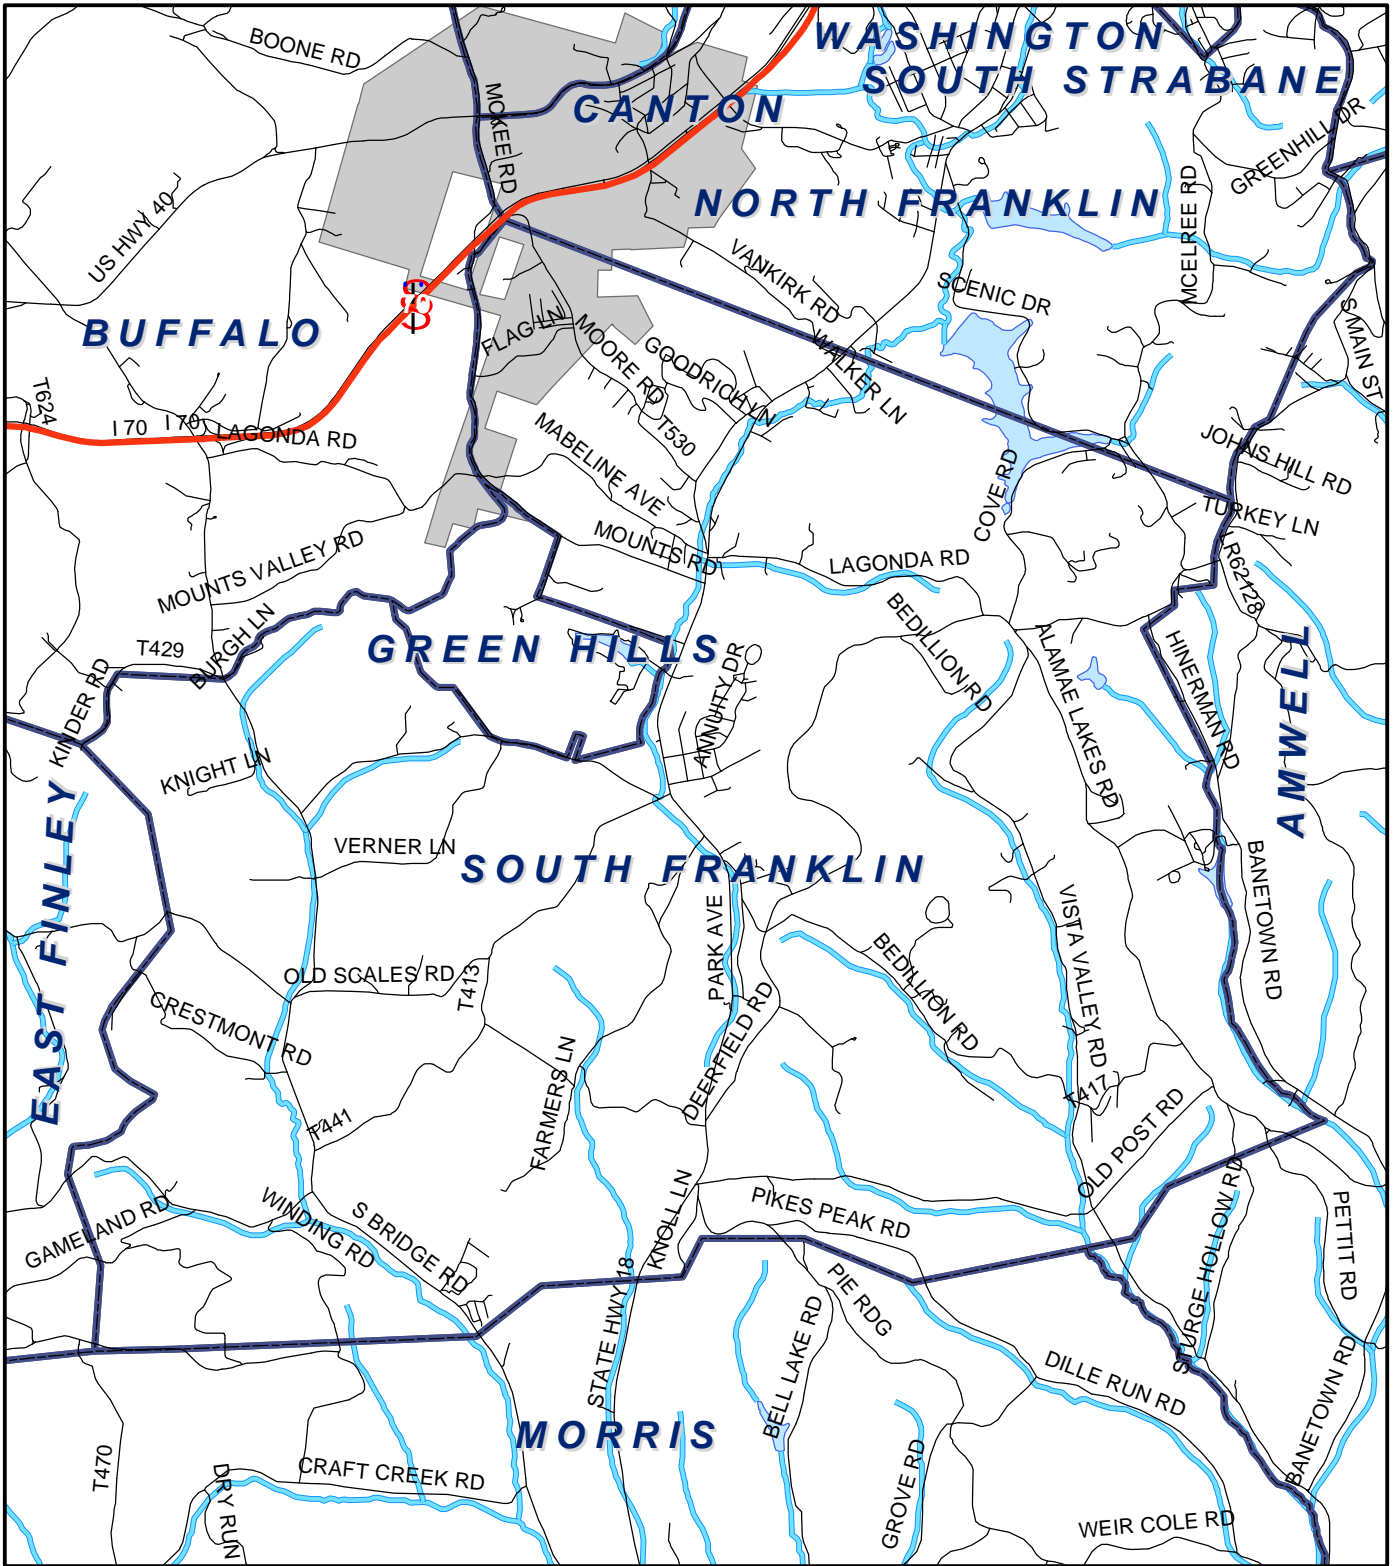 WASHINGTON
BOONE RD
SOUTH STRABANE
CANTON
MCKEE RD
GREENHILL DR
NORTH FRANKLIN
MCELREE RD
US HWY 40
VANKIRK RD
SCENIC DR
BUFFALO
FLAG LN
MOORE RD
GOODRICH LN
WALKER LN
S MAIN ST
T624
I 70
I 70
LAGONDA RD
T530
MABELINE AVE
JOHNS HILL RD
COVE RD
TURKEY LN
MOUNTS RD
MOUNTS VALLEY RD
LAGONDA RD
LR62128
BEDILLION RD
BURGH LN
GREEN HILLS
T429
ALAMAE LAKES RD
HINERMAN RD
AMWELL
KINDER RD
ANNUITY DR
KNIGHT LN
EAST FINLEY
VERNER LN
SOUTH FRANKLIN
BANETOWN RD
PARK AVE
VISTA VALLEY RD
BEDILLION RD
OLD SCALES RD
T413
CRESTMONT RD
DEERFIELD RD
FARMERS LN
T441
T417
OLD POST RD
GAMELAND RD
WINDING RD
S BRIDGE RD
KNOLL LN
PIKES PEAK RD
STURGE HOLLOW RD
PETTIT RD
STATE HWY 18
PIE RDG
BELL LAKE RD
DILLE RUN RD
BANETOWN RD
MORRIS
T470
DRY RUN
CRAFT CREEK RD
GROVE RD
WEIR COLE RD